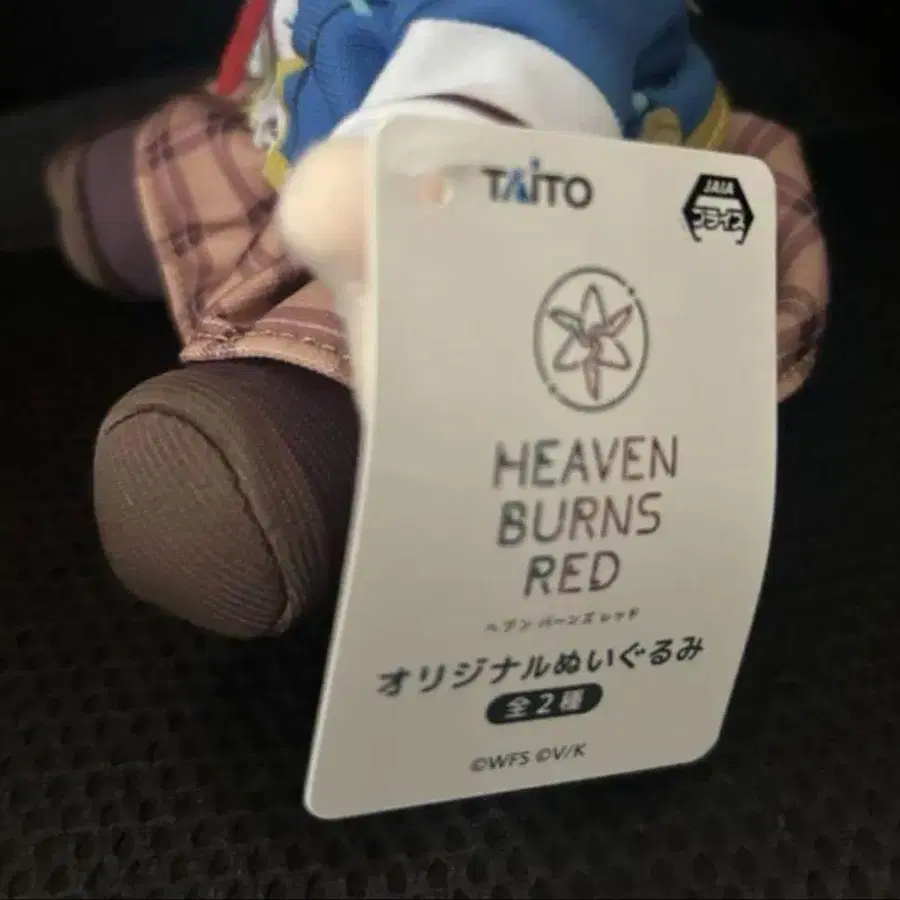 TAITO
JAIA
プライズ
HEAVEN
BURNS
RED
ヘブンバーンズレッド
オリジナルぬいぐるみ
全2種
©WFS ©V/K